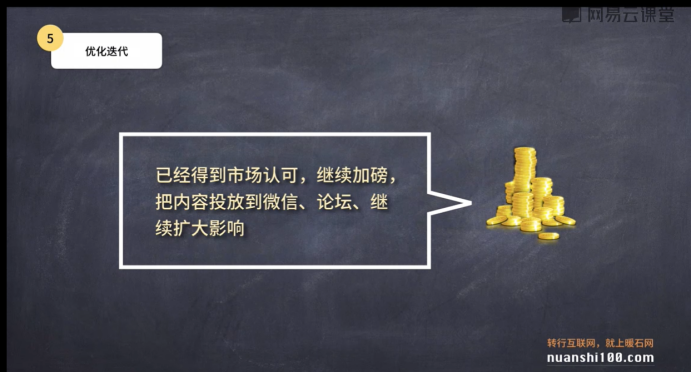 网易云课堂
5
优化迭代
已经得到市场认可，继续加磅，
把内容投放到微信、论坛、继
续扩大影响
转行互联网，就上暖石网
nuanshi100.com